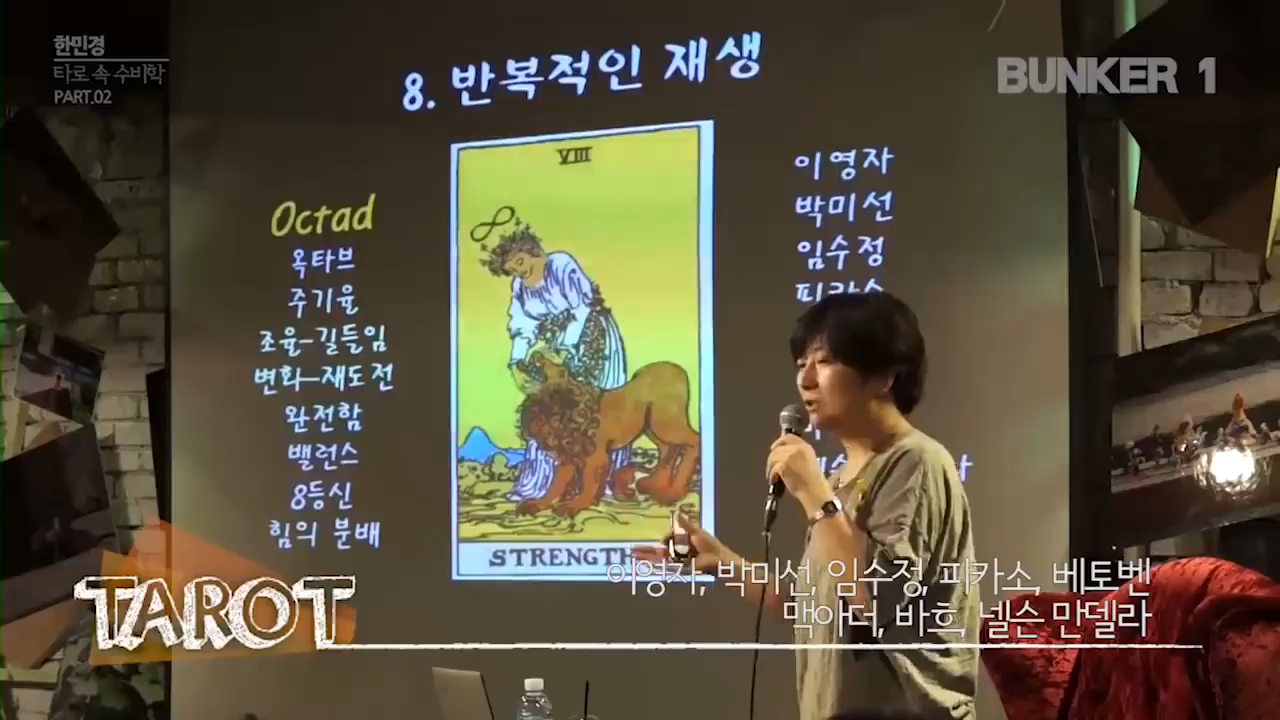 한민경
타로 속 수비학
PART.02
BUNKER 1
8. 반복적인 재생
VIII
STRENGTH
Octad
옥타브
주기율
조율-길들임
변화-재도전
완전함
밸런스
8등신
힘의 분배
이영자
박미선
임수정
TAROT
이영자, 박미선, 임수정, 피카소, 베토벤
맥아더, 바흐, 넬슨 만델라